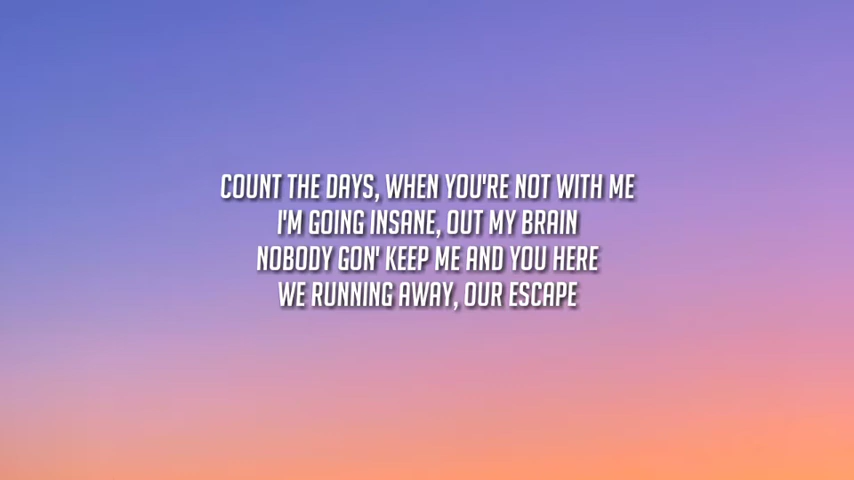 COUNT THE DAYS, WHEN YOU'RE NOT WITH ME
I'M GOING INSANE, OUT MY BRAIN
NOBODY GON' KEEP ME AND YOU HERE
WE RUNNING AWAY, OUR ESCAPE